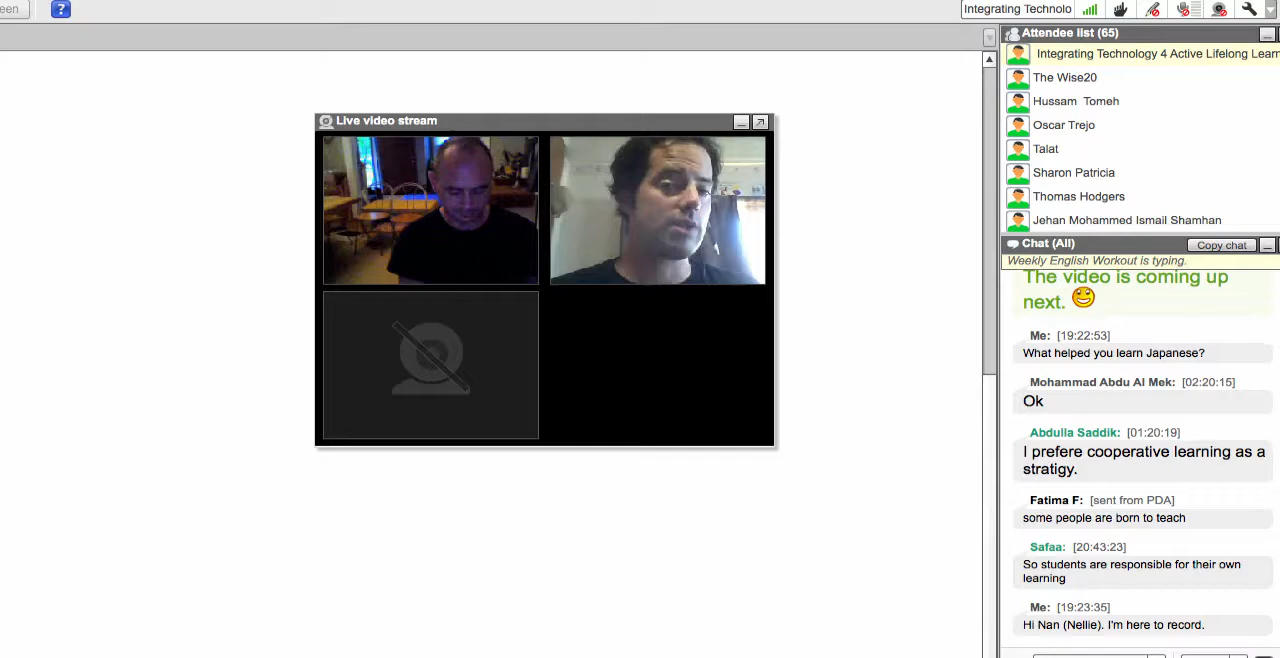 een
?
Integrating Technolo
Attendee list (65)
Integrating Technology 4 Active Lifelong Learn
The Wise20
Hussam Tomeh
Oscar Trejo
Talat
Sharon Patricia
Thomas Hodgers
Jehan Mohammed Ismail Shamhan
Live video stream
Chat (All)
Copy chat
Weekly English Workout is typing.
The video is coming up
next.
Me: [19:22:53]
What helped you learn Japanese?
Mohammad Abdu Al Mek: [02:20:15]
Ok
Abdulla Saddik: [01:20:19]
I prefere cooperative learning as a
stratigy.
Fatima F: [sent from PDA]
some people are born to teach
Safaa: [20:43:23]
So students are responsible for their own
learning
Me: [19:23:35]
Hi Nan (Nellie). I'm here to record.